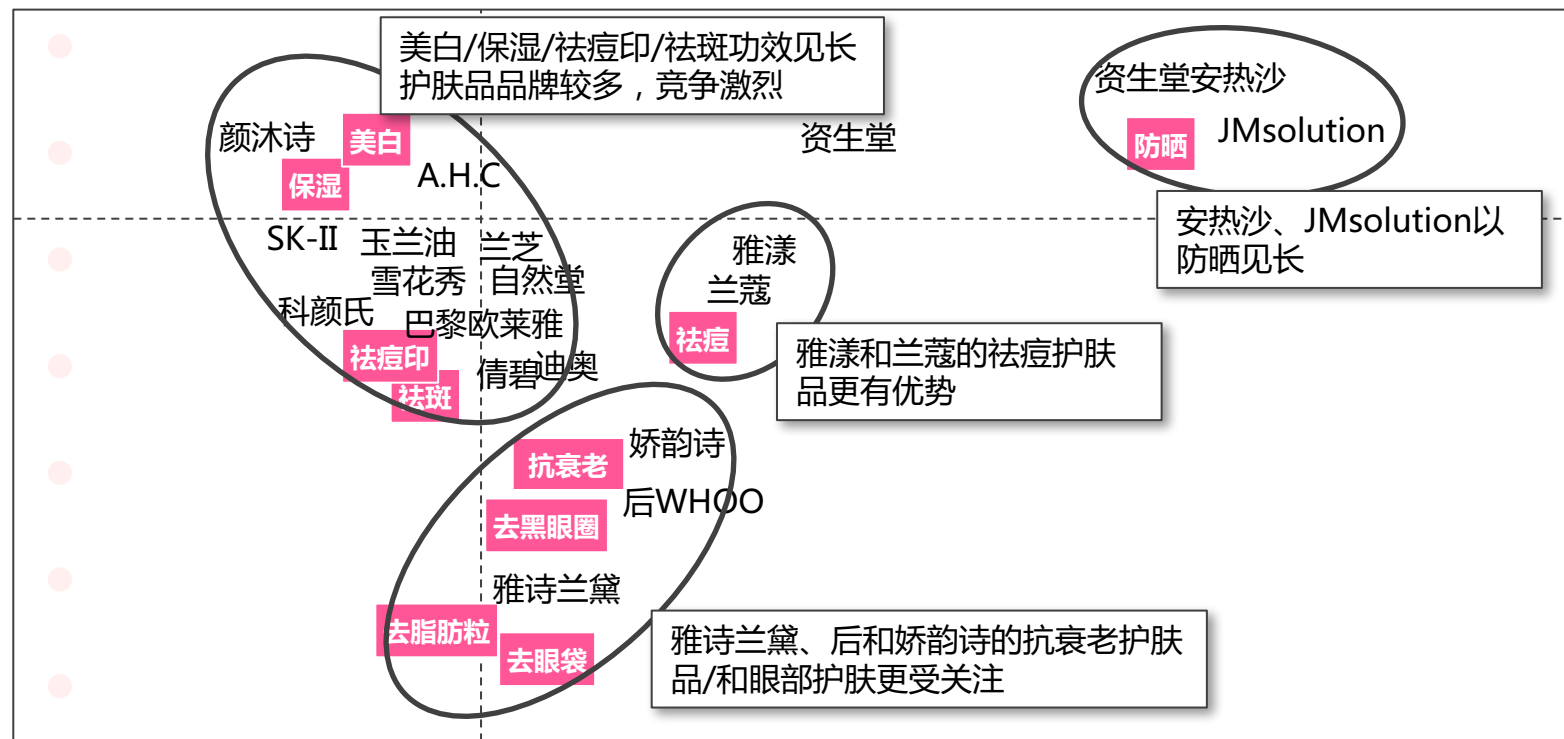 美白/保湿/祛痘印/祛斑功效见长
护肤品品牌较多，竞争激烈
资生堂安热沙
颜沐诗
美白
资生堂
防晒
JMsolution
保湿
A.H.C
安热沙、JMsolution以
防晒见长
SK-II
玉兰油
兰芝
雅漾
雪花秀
自然堂
兰蔻
科颜氏
巴黎欧莱雅
祛痘
祛痘印
倩碧
迪奥
雅漾和兰蔻的祛痘护肤
品更有优势
祛斑
抗衰老
娇韵诗
后WHOO
去黑眼圈
雅诗兰黛
去脂肪粒
去眼袋
雅诗兰黛、后和娇韵诗的抗衰老护肤
品/和眼部护肤更受关注